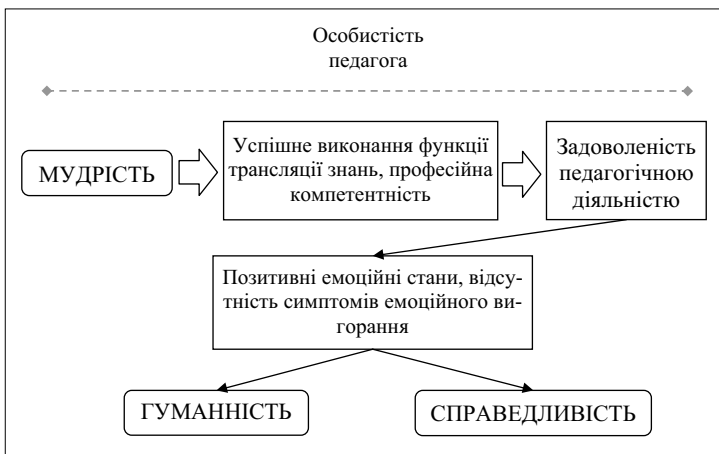 Особистість
педагога
МУДРІСТЬ
Успішне виконання функції
трансляції знань, професійна
компетентність
Задоволеність
педагогічною
діяльністю
Позитивні емоційні стани, відсу-
тність симптомів емоційного ви-
горання
ГУМАННІСТЬ
СПРАВЕДЛИВІСТЬ